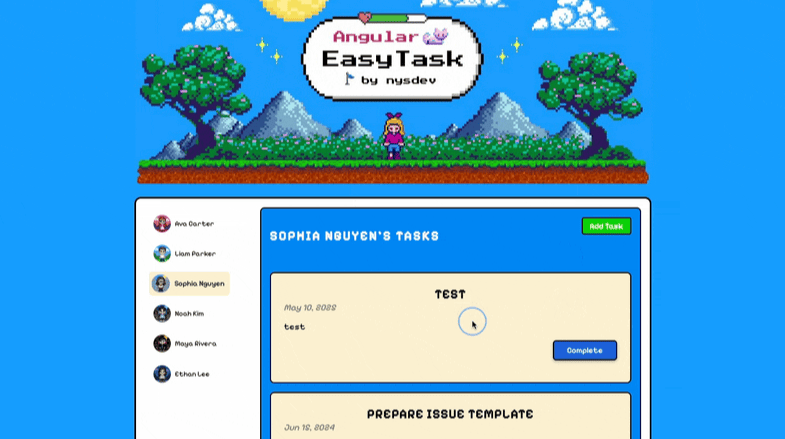 Angular
EasyTask
by nysdev
Ava Carter
Liam Parker
Sophia Nguyen
Noah Kim
Maya Rivera
Ethan Lee
SOPHIA NGUYEN'S TASKS
Add Task
TEST
May 10, 2022
test
Complete
PREPARE ISSUE TEMPLATE
Jun 12, 2024